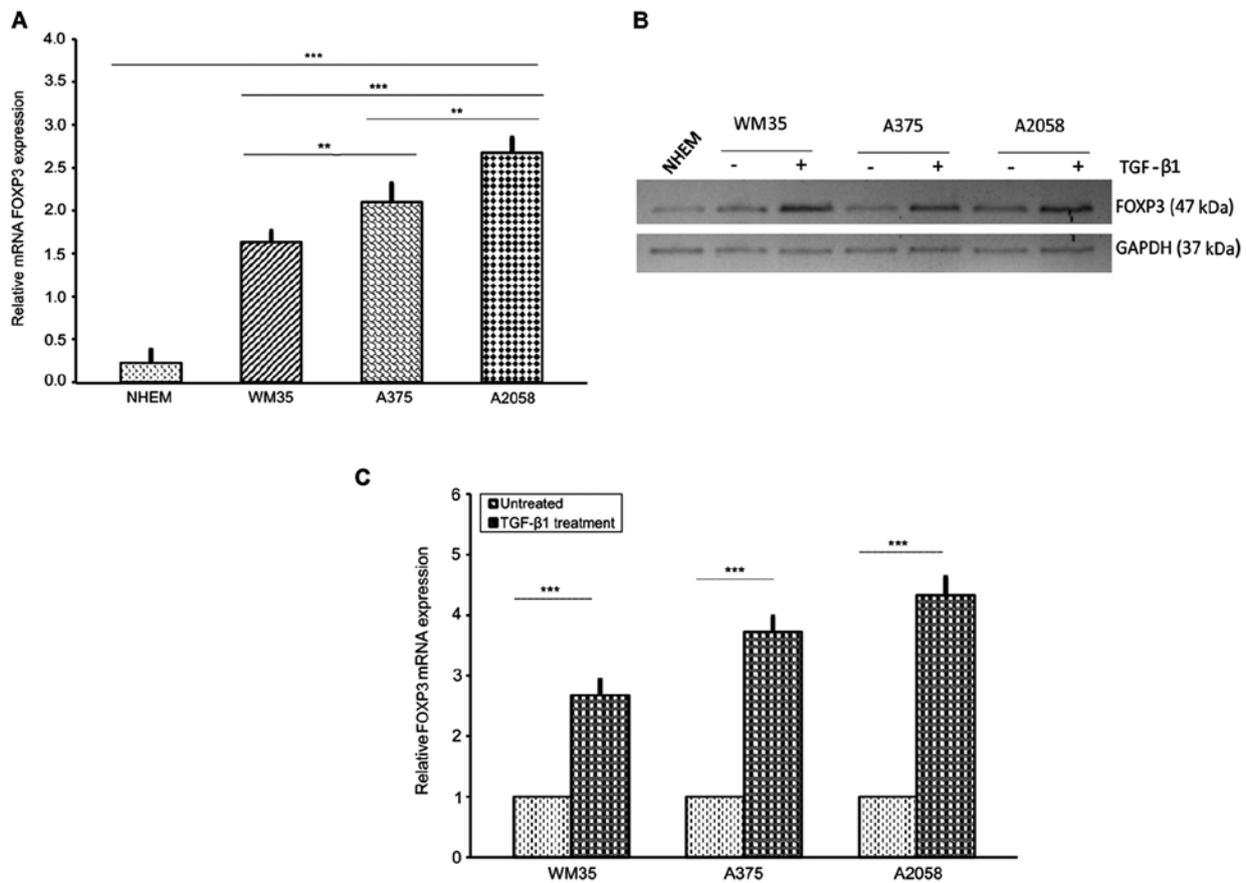 A
Relative mRNA FOXP3 expression
4.0
3.5
3.0
2.5
2.0
1.5
1.0
0.5
0.0
***
***
**
**
NHEM WM35 A375 A2058
B
NHEM
WM35 A375 A2058
- + - + - + TGF-β1
FOXP3 (47 kDa)
GAPDH (37 kDa)
C
Relative FOXP3 mRNA expression
6
5
4
3
2
1
0
Untreated
TGF-β1 treatment
***
***
***
WM35 A375 A2058